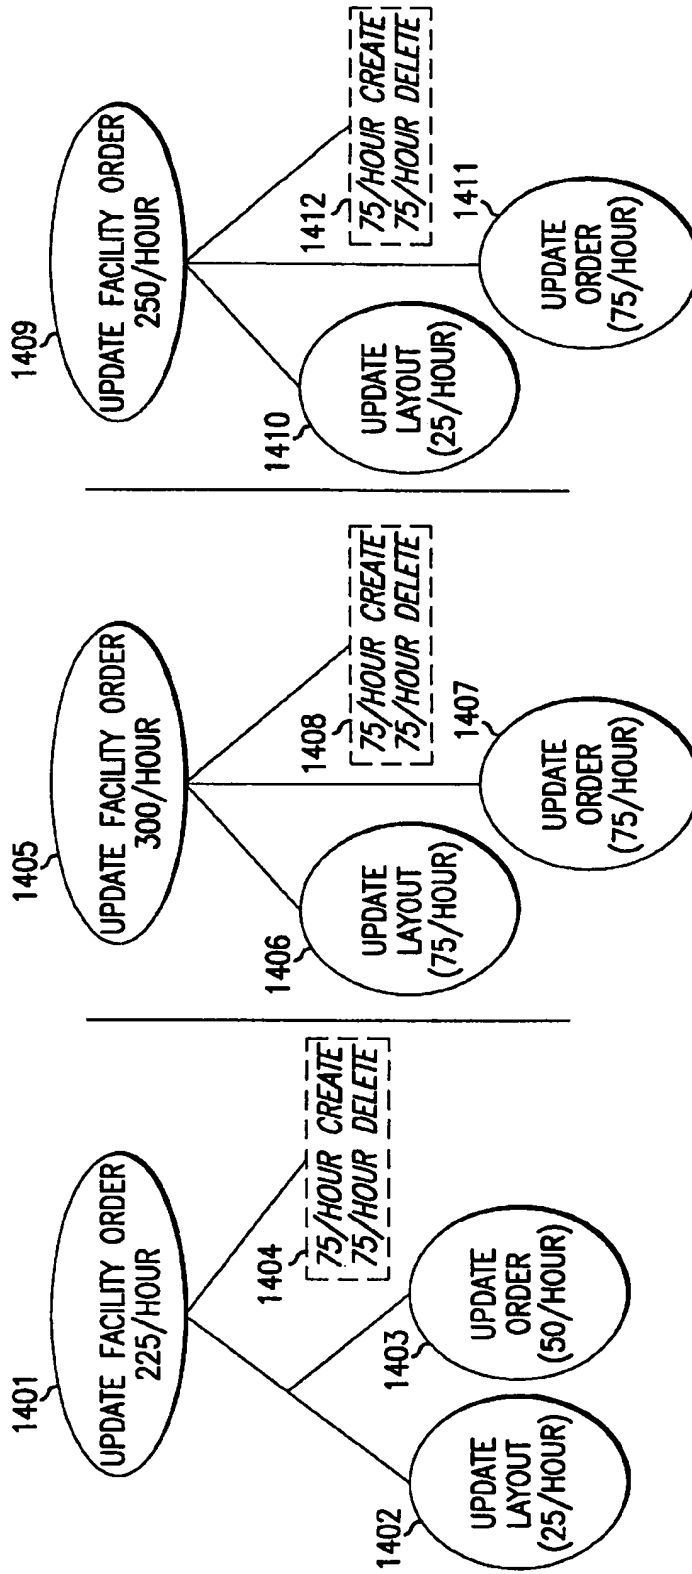 1401
UPDATE FACILITY ORDER
225/HOUR
1404
75/HOUR CREATE
75/HOUR DELETE
1402
UPDATE
LAYOUT
(25/HOUR)
1403
UPDATE
ORDER
(50/HOUR)
1405
UPDATE FACILITY ORDER
300/HOUR
1406
UPDATE
LAYOUT
(75/HOUR)
1408
75/HOUR CREATE
75/HOUR DELETE
1407
UPDATE
ORDER
(75/HOUR)
1409
UPDATE FACILITY ORDER
250/HOUR
1410
UPDATE
LAYOUT
(25/HOUR)
1412
75/HOUR CREATE
75/HOUR DELETE
1411
UPDATE
ORDER
(75/HOUR)